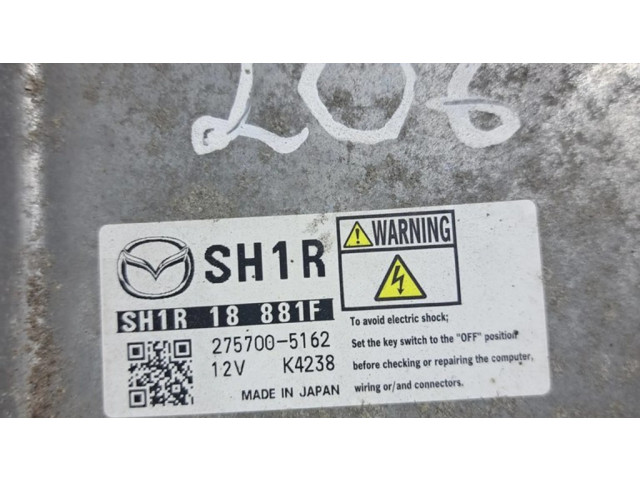 206
SH1R
WARNING
SH1R 18 881F
275700-5162
12V K4238
MADE IN JAPAN
To avoid electric shock;
Set the key switch to the "OFF" position
before checking or repairing the computer,
wiring or/and connectors.